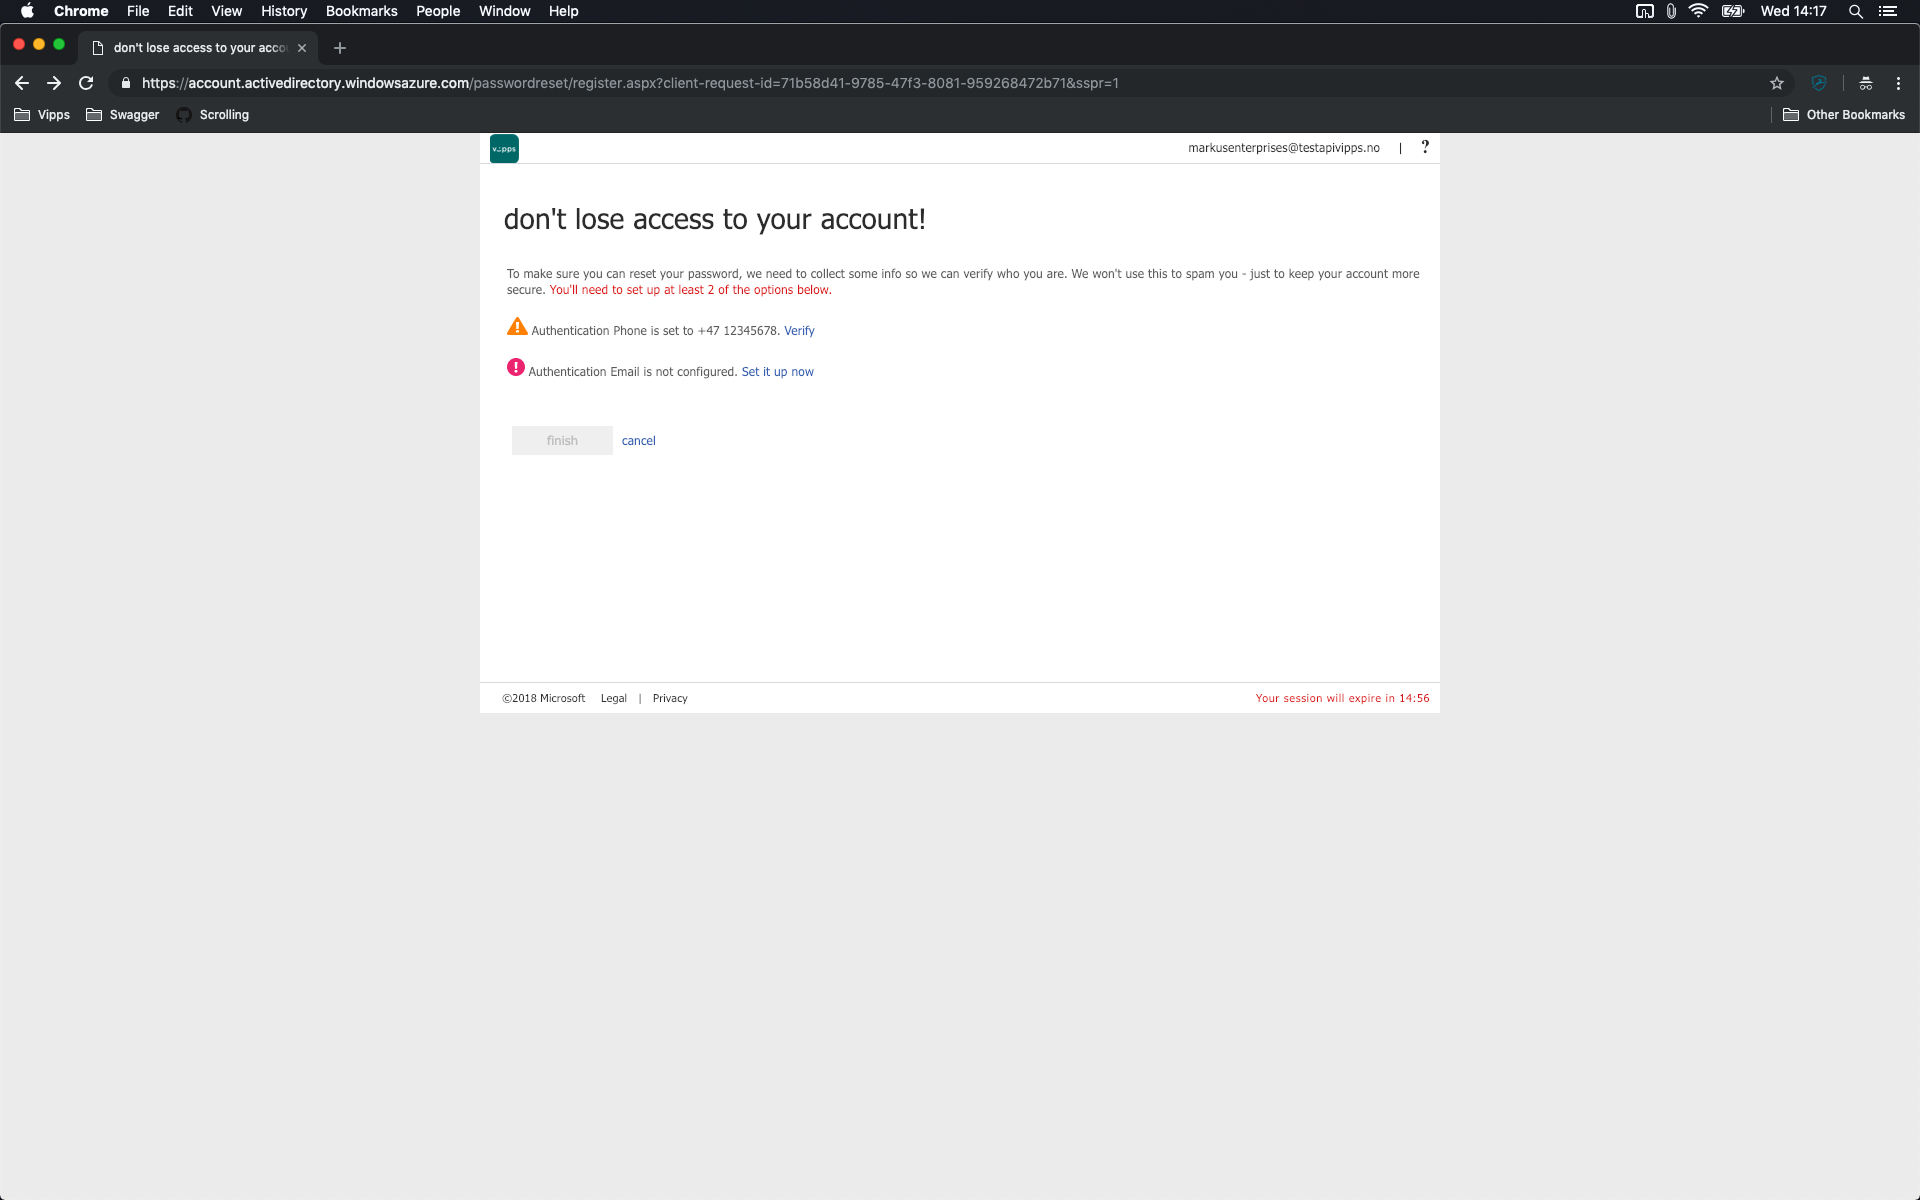 Chrome File Edit View History Bookmarks People Window Help Wed 14:17
don't lose access to your acco
https://account.activedirectory.windowsazure.com/passwordreset/register.aspx?client-request-id=71b58d41-9785-47f3-8081-959268472b71&sspr=1
Vipps Swagger Scrolling Other Bookmarks
vipps markusenterprises@testapivipps.no | ?
don't lose access to your account!
To make sure you can reset your password, we need to collect some info so we can verify who you are. We won't use this to spam you - just to keep your account more
secure. You'll need to set up at least 2 of the options below.
Authentication Phone is set to +47 12345678. Verify
Authentication Email is not configured. Set it up now
finish cancel
©2018 Microsoft Legal | Privacy Your session will expire in 14:56